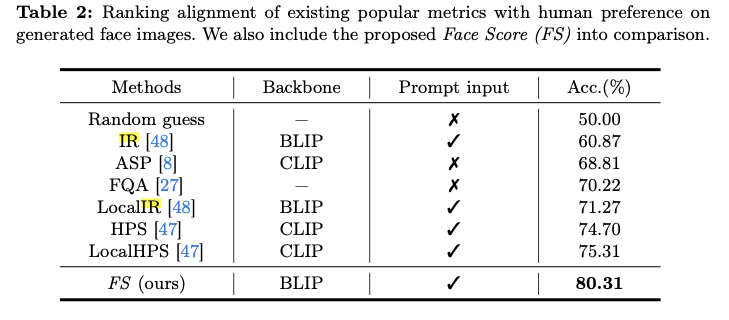 Table 2: Ranking alignment of existing popular metrics with human preference on
generated face images. We also include the proposed Face Score (FS) into comparison.
Methods Backbone Prompt input Acc.(%)
Random guess – ✗ 50.00
IR [48] BLIP ✓ 60.87
ASP [8] CLIP ✗ 68.81
FQA [27] – ✗ 70.22
LocalIR [48] BLIP ✓ 71.27
HPS [47] CLIP ✓ 74.70
LocalHPS [47] CLIP ✓ 75.31
FS (ours) BLIP ✓ 80.31